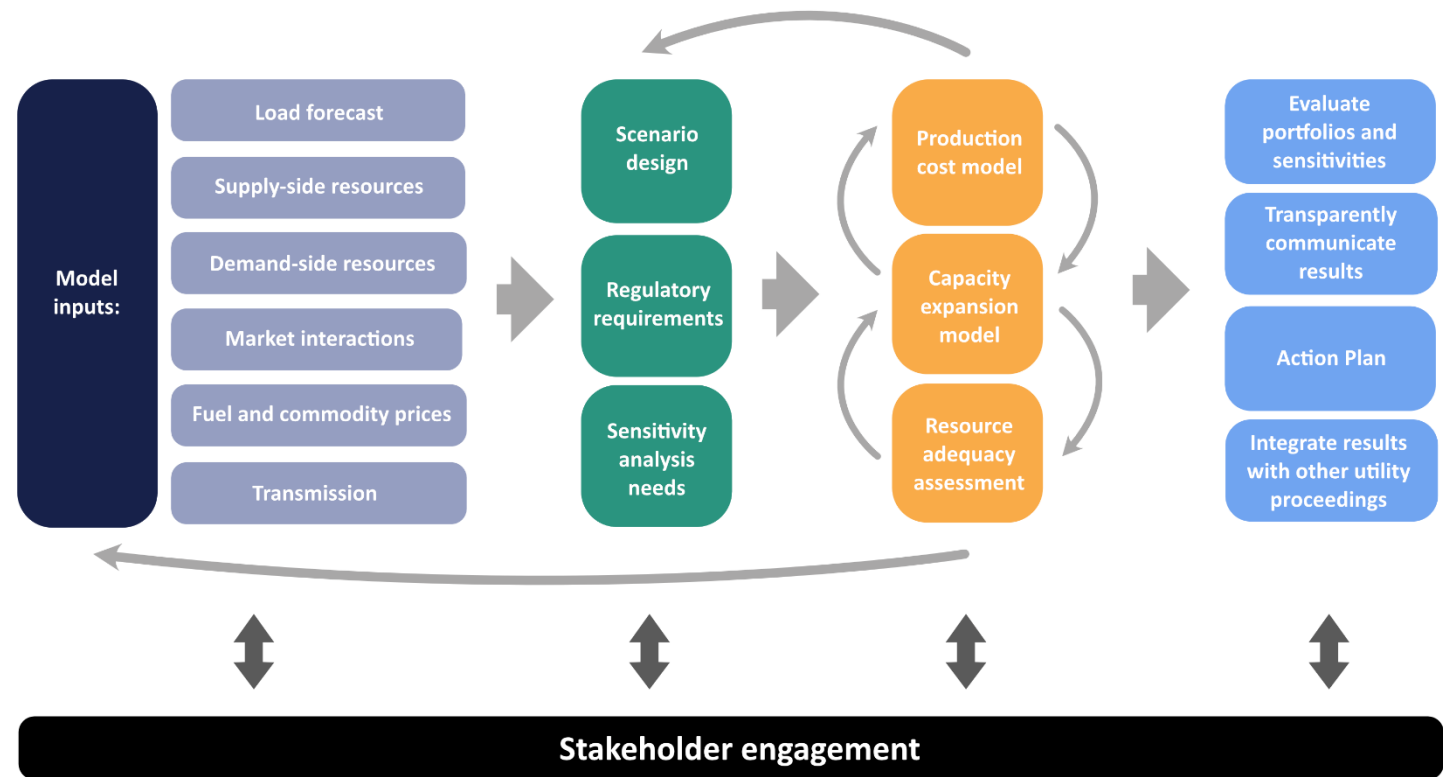 Model
inputs:
Load forecast
Supply-side resources
Demand-side resources
Market interactions
Fuel and commodity prices
Transmission
Scenario
design
Regulatory
requirements
Sensitivity
analysis
needs
Production
cost model
Capacity
expansion
model
Resource
adequacy
assessment
Evaluate
portfolios and
sensitivities
Transparently
communicate
results
Action Plan
Integrate results
with other utility
proceedings
Stakeholder engagement